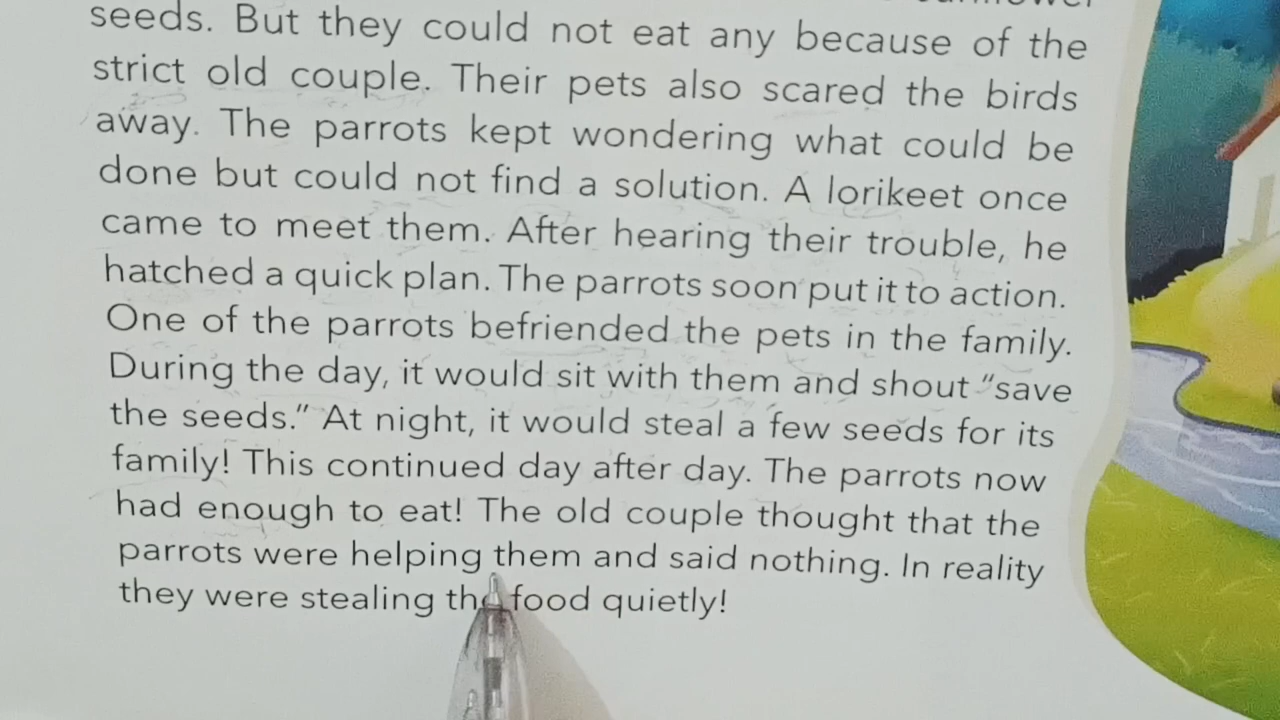 seeds. But they could not eat any because of the
strict old couple. Their pets also scared the birds
away. The parrots kept wondering what could be
done but could not find a solution. A lorikeet once
came to meet them. After hearing their trouble, he
hatched a quick plan. The parrots soon put it to action.
One of the parrots befriended the pets in the family.
During the day, it would sit with them and shout “save
the seeds.” At night, it would steal a few seeds for its
family! This continued day after day. The parrots now
had enough to eat! The old couple thought that the
parrots were helping them and said nothing. In reality
they were stealing the food quietly!